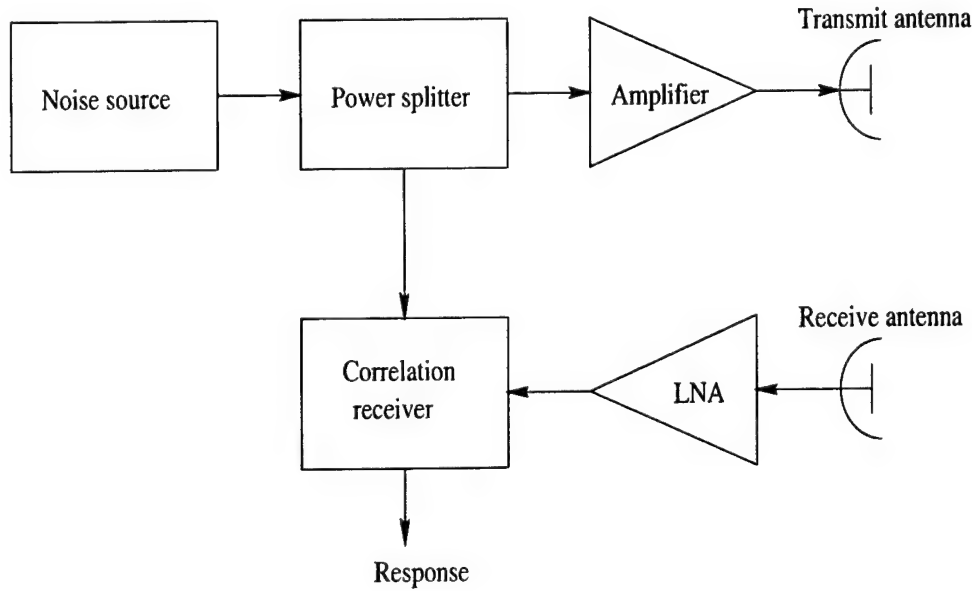 Transmit antenna
Noise source
Power splitter
Amplifier
Receive antenna
Correlation
receiver
LNA
Response